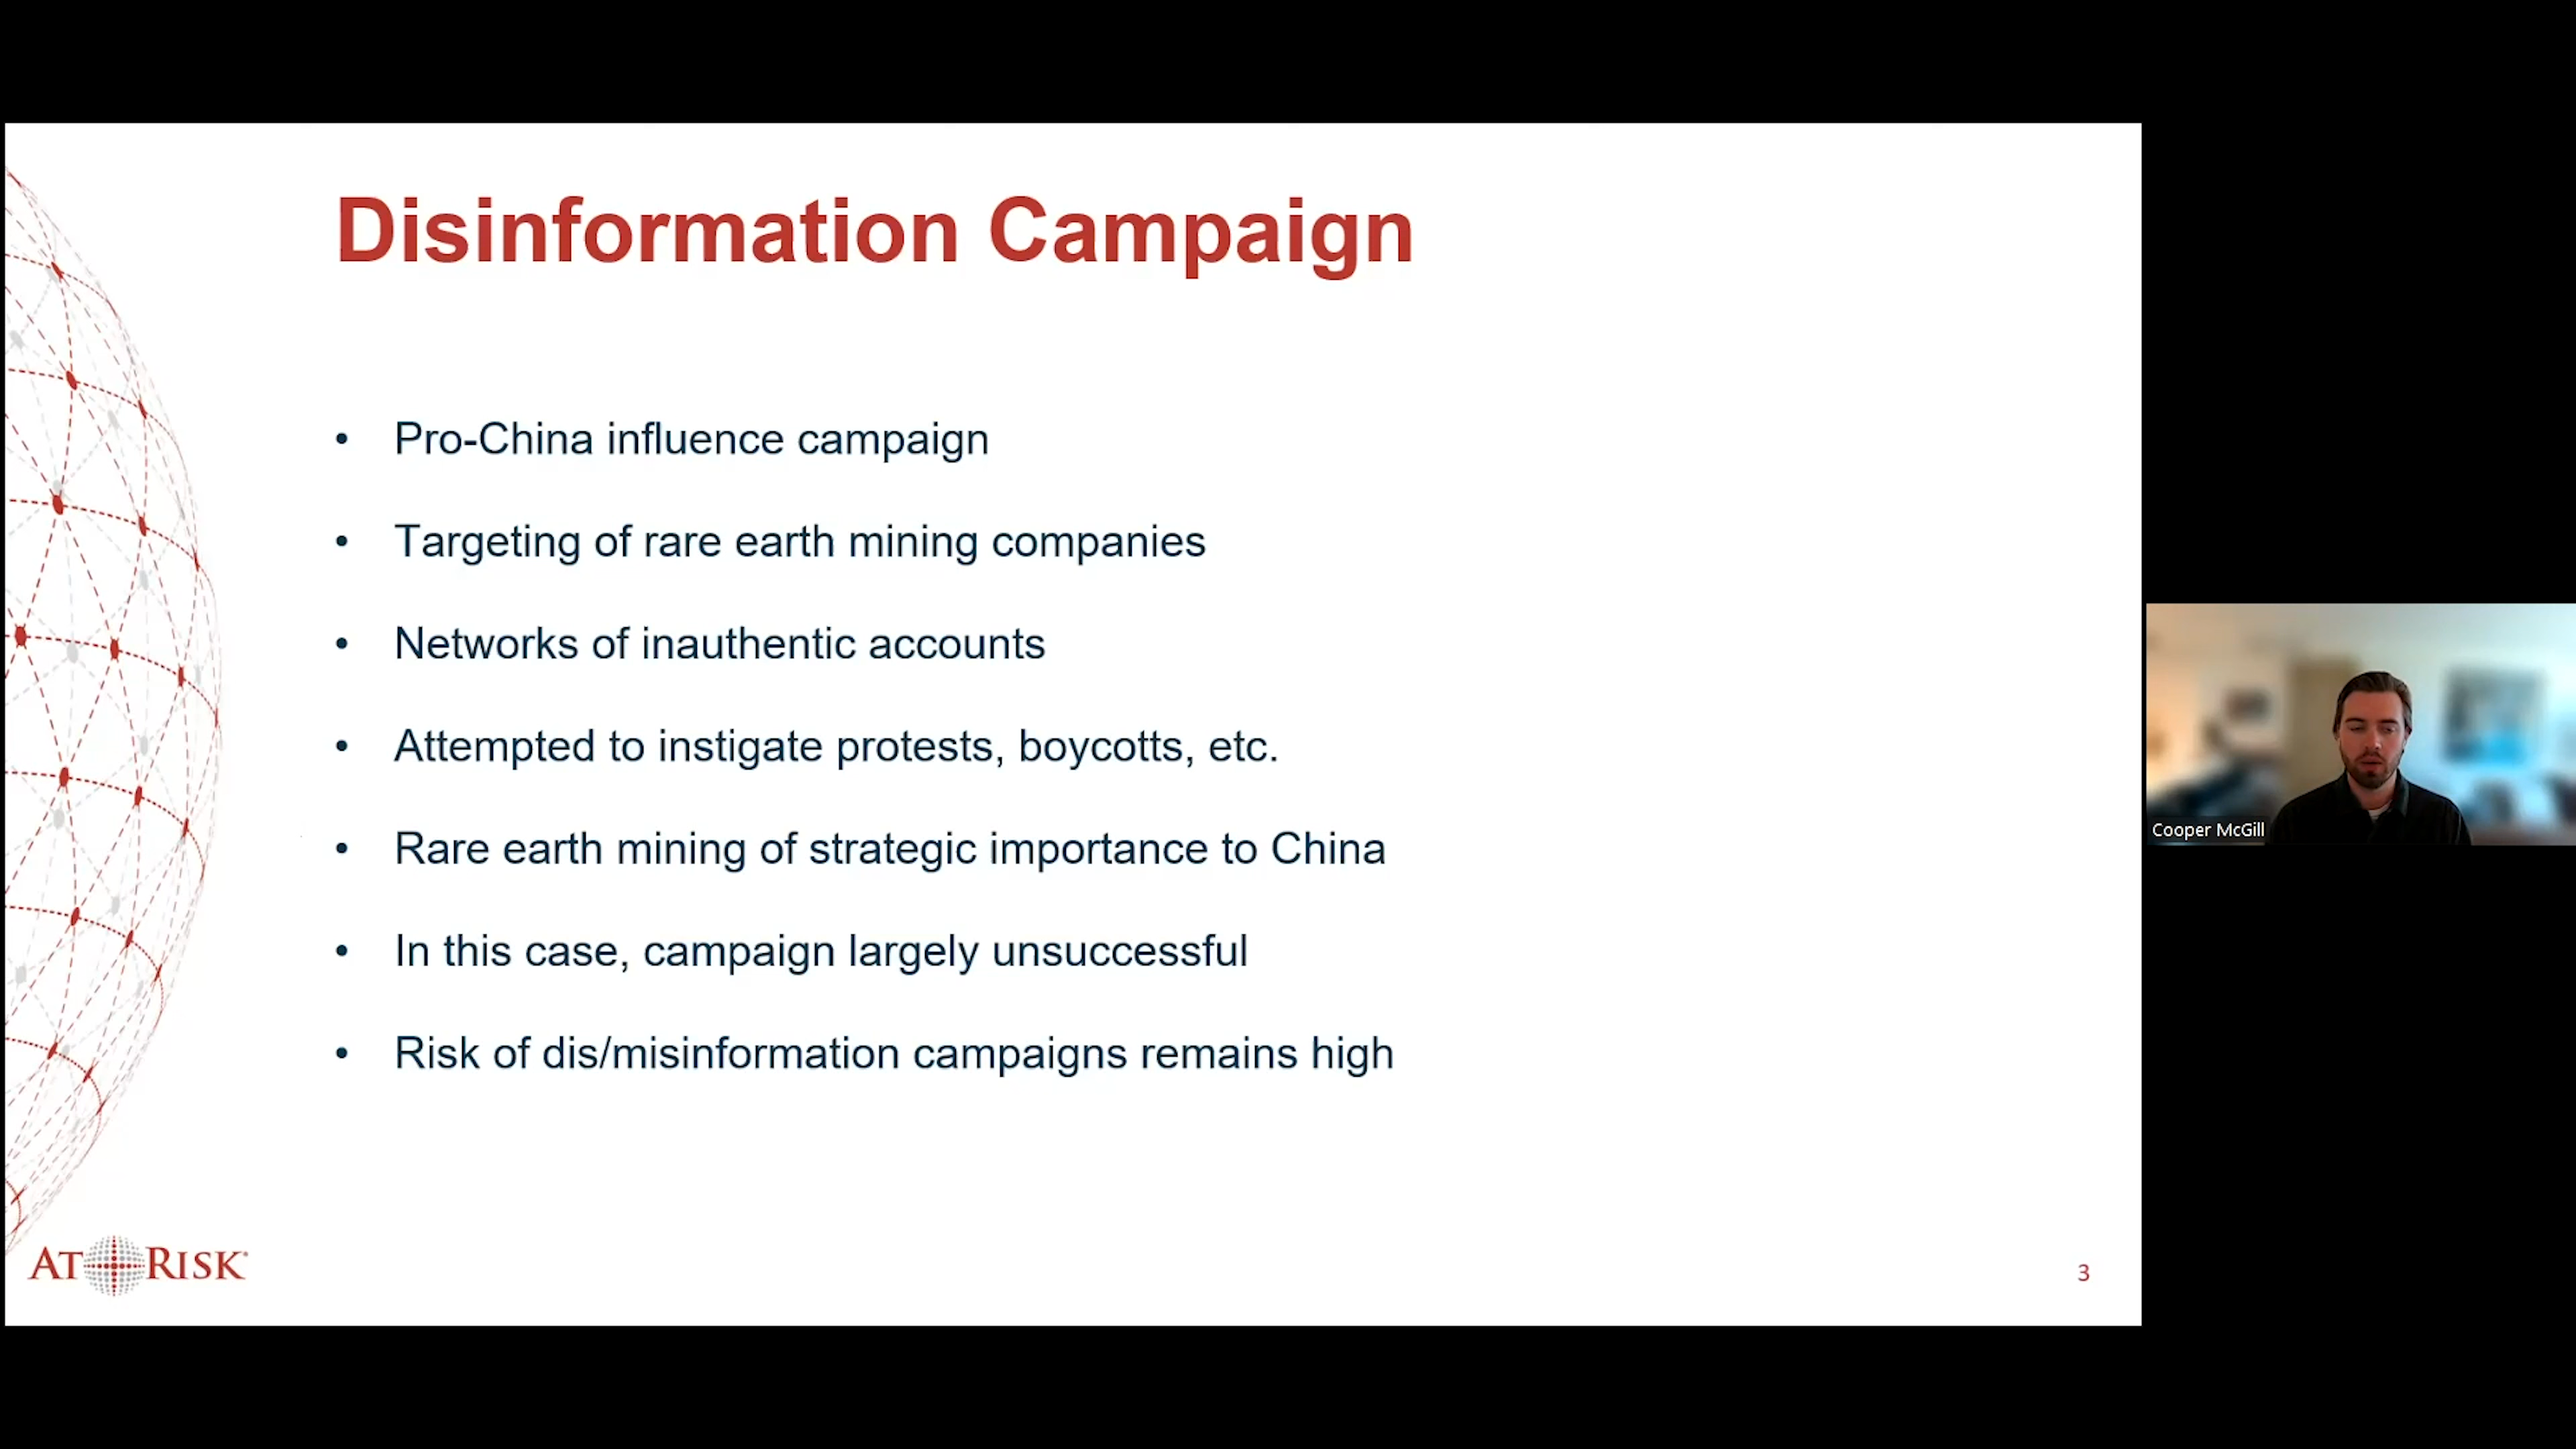 Disinformation Campaign
• Pro-China influence campaign
• Targeting of rare earth mining companies
• Networks of inauthentic accounts
• Attempted to instigate protests, boycotts, etc.
• Rare earth mining of strategic importance to China
• In this case, campaign largely unsuccessful
• Risk of dis/misinformation campaigns remains high
AT RISK
3
Cooper McGill